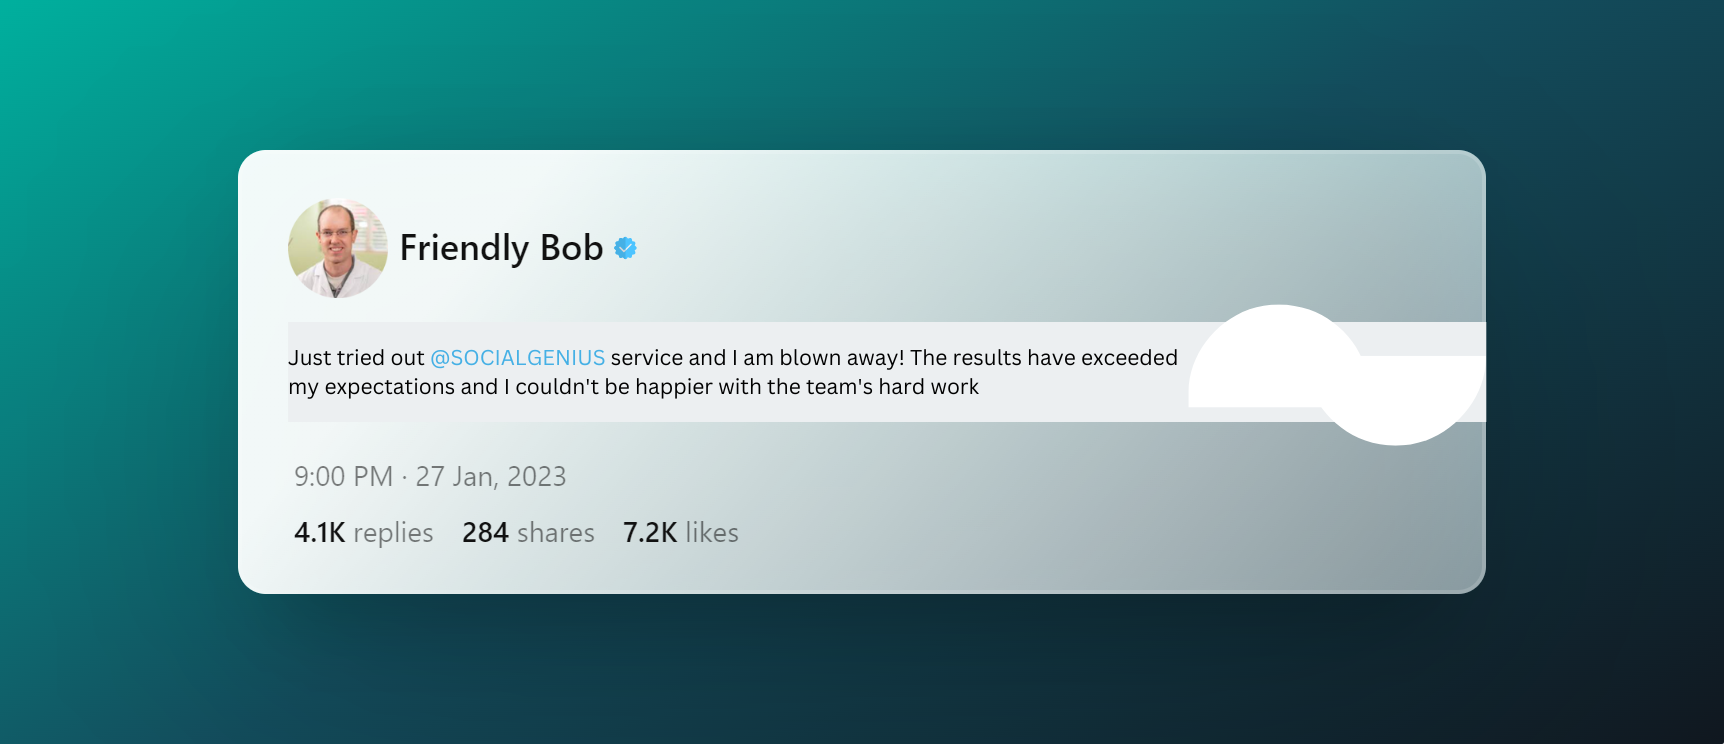 Friendly Bob
Just tried out @SOCIALGENIUS service and I am blown away! The results have exceeded
my expectations and I couldn't be happier with the team's hard work
9:00 PM · 27 Jan, 2023
4.1K replies 284 shares 7.2K likes